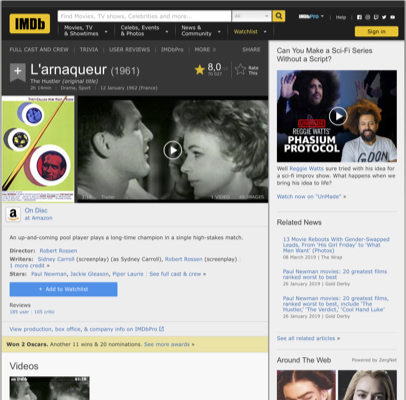 IMDb
Find Movies, TV shows, Celebrities and more...
All
Movies, TV & Showtimes
Celebs, Events & Photos
News & Community
Watchlist
IMDbPro
Help
Sign in
FULL CAST AND CREW | TRIVIA | USER REVIEWS | IMDbPro | MORE
SHARE
L'arnaqueur (1961)
The Hustler (original title)
2h 14min | Drama, Sport | 12 January 1962 (France)
8,0
Rate This
Can You Make a Sci-Fi Series Without a Script?
REGGIE WATTS'
PHASIUM
PROTOCOL
Well Reggie Watts sure tried with his idea for a sci-fi improv show. What happens when we bring his idea to life?
Watch now on "UnMade" »
On Disc
at Amazon
An up-and-coming pool player plays a long-time champion in a single high-stakes match.
Director: Robert Rossen
Writers: Sidney Carroll (screenplay) (as Sydney Carroll), Robert Rossen (screenplay) |
1 more credit »
Stars: Paul Newman, Jackie Gleason, Piper Laurie | See full cast & crew »
+ Add to Watchlist
Reviews
185 user | 105 critic
View production, box office, & company info on IMDbPro
Won 2 Oscars. Another 11 wins & 20 nominations. See more awards »
Videos
Related News
13 Movie Reboots With Gender-Swapped Leads, From 'His Girl Friday' to 'What Men Want' (Photos)
08 March 2019 | The Wrap
Paul Newman movies: 20 greatest films ranked worst to best
26 January 2019 | Gold Derby
Paul Newman movies: 20 greatest films, ranked worst to best, include 'The Hustler,' 'The Verdict,' 'Cool Hand Luke'
26 January 2019 | Gold Derby
See all related articles »
Around The Web
Powered by ZergNet